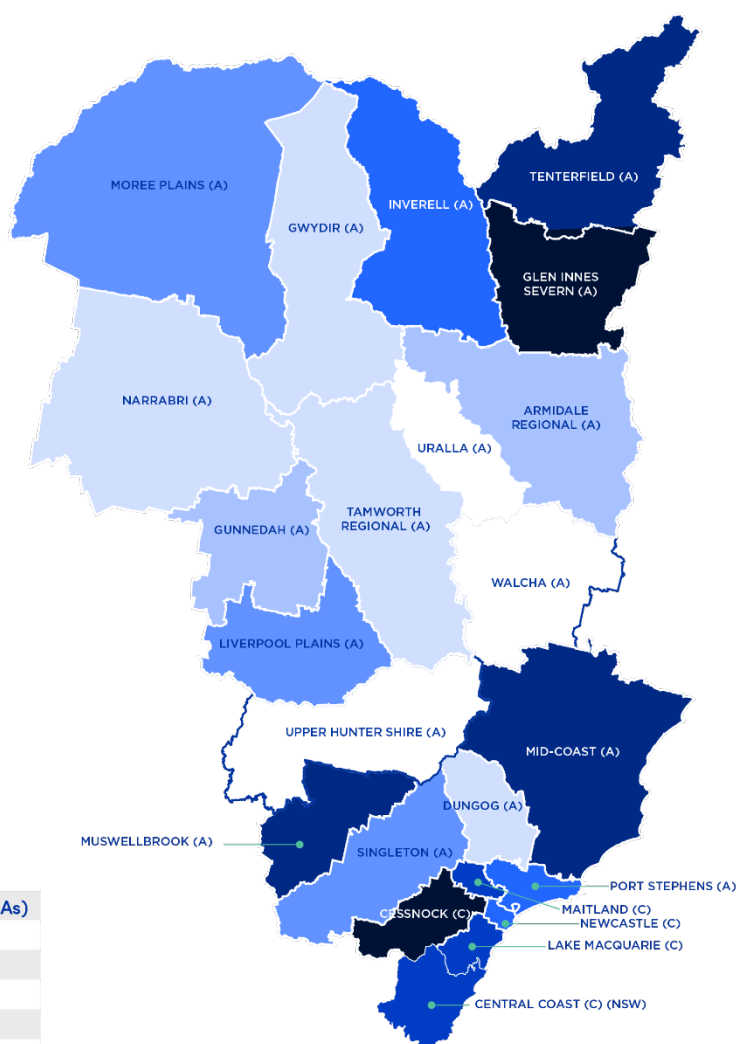 TENTERFIELD (A)
MOREE PLAINS (A)
INVERELL (A)
GWYDIR (A)
GLEN INNES
SEVERN (A)
NARRABRI (A)
ARMIDALE
REGIONAL (A)
URALLA (A)
TAMWORTH
REGIONAL (A)
GUNNEDAH (A)
WALCHA (A)
LIVERPOOL PLAINS (A)
UPPER HUNTER SHIRE (A)
MID-COAST (A)
DUNGOG (A)
MUSWELLBROOK (A)
SINGLETON (A)
PORT STEPHENS (A)
As)
MAITLAND (C)
CESSNOCK (C)
NEWCASTLE (C)
LAKE MACQUARIE (C)
CENTRAL COAST (C) (NSW)